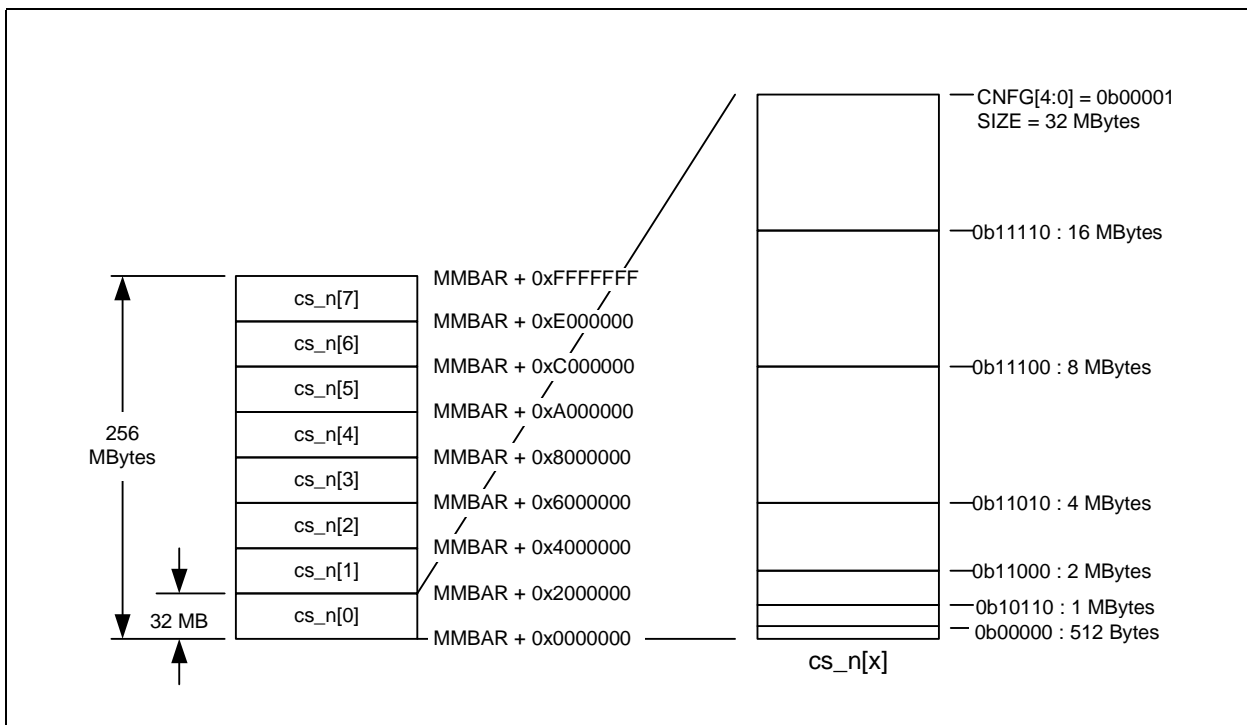 CNFG[4:0] = 0b00001
SIZE = 32 MBytes
0b11110 : 16 MBytes
MMBAR + 0xFFFFFFF
cs_n[7]
MMBAR + 0xE000000
cs_n[6]
MMBAR + 0xC000000
0b11100 : 8 MBytes
cs_n[5]
MMBAR + 0xA000000
256
MBytes
cs_n[4]
MMBAR + 0x8000000
cs_n[3]
MMBAR + 0x6000000
0b11010 : 4 MBytes
cs_n[2]
MMBAR + 0x4000000
cs_n[1]
0b11000 : 2 MBytes
MMBAR + 0x2000000
32 MB
cs_n[0]
0b10110 : 1 MBytes
MMBAR + 0x0000000
0b00000 : 512 Bytes
cs_n[x]